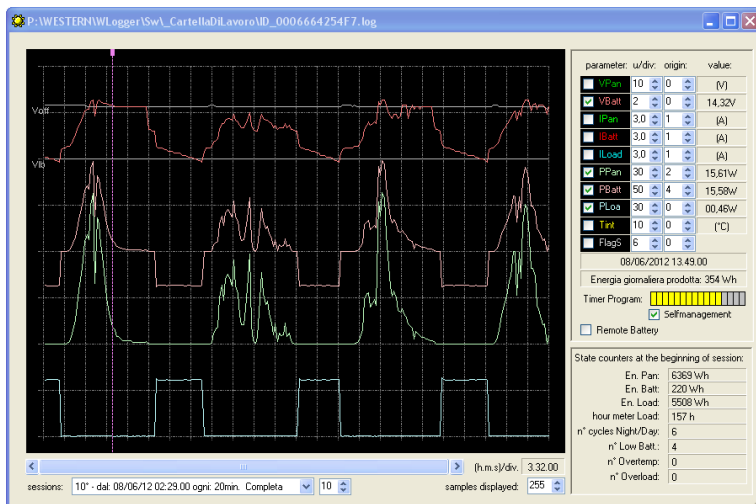 P:\WESTERN\WLogger\Sw\_CartellaDiLavoro\ID_0006664254F7.log
parameter: u/div: origin: value:
VPan 10 0 (V)
VBatt 2 0 14,32V
IPan 3,0 1 (A)
IBatt 3,0 1 (A)
ILoad 3,0 1 (A)
PPan 30 2 15,61W
PBatt 50 4 15,58W
PLoa 30 0 00,46W
Tint 10 0 (°C)
FlagS 6 0
08/06/2012 13.49.00
Energia giornaliera prodotta: 354 Wh
Timer Program:
Selfmanagement
Remote Battery
State counters at the beginning of session:
En. Pan: 6369 Wh
En. Batt: 220 Wh
En. Load: 5508 Wh
hour meter Load: 157 h
n° cycles Night/Day: 6
n° Low Batt.: 4
n° Overtemp: 0
n° Overload: 0
Voff
Vlb
(h.m.s)/div. 3.32.00
sessions: 10° - dal: 08/06/12 02:29.00 ogni: 20min. Completa 10 samples displayed: 255